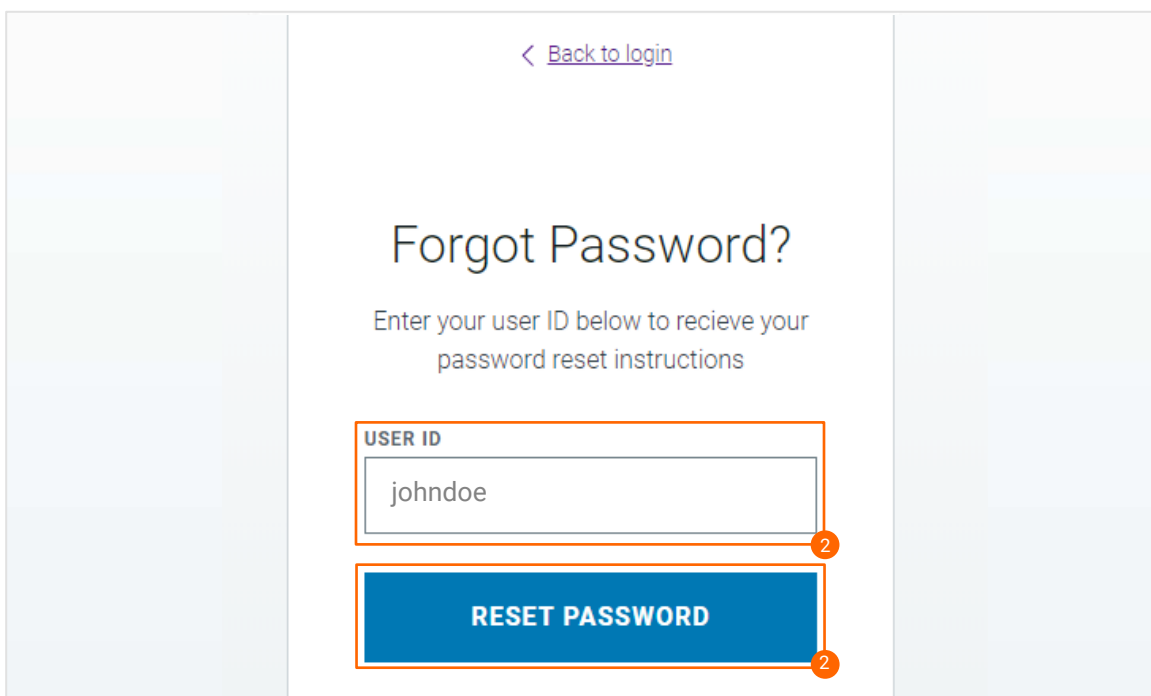 Back to login
Forgot Password?
Enter your user ID below to recieve your
password reset instructions
USER ID
johndoe
2
RESET PASSWORD
2